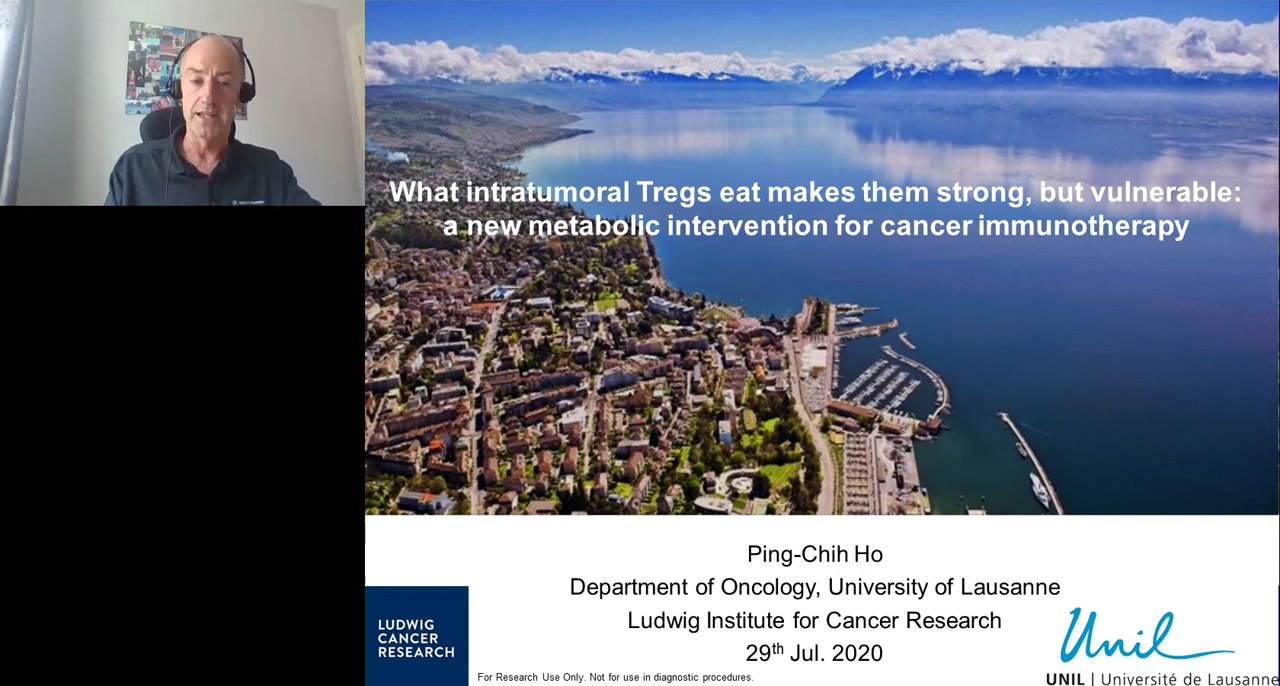 What intratumoral Tregs eat makes them strong, but vulnerable:
a new metabolic intervention for cancer immunotherapy
Ping-Chih Ho
Department of Oncology, University of Lausanne
Ludwig Institute for Cancer Research
29th Jul. 2020
LUDWIG
CANCER
RESEARCH
For Research Use Only. Not for use in diagnostic procedures.
Unil
UNIL | Université de Lausanne